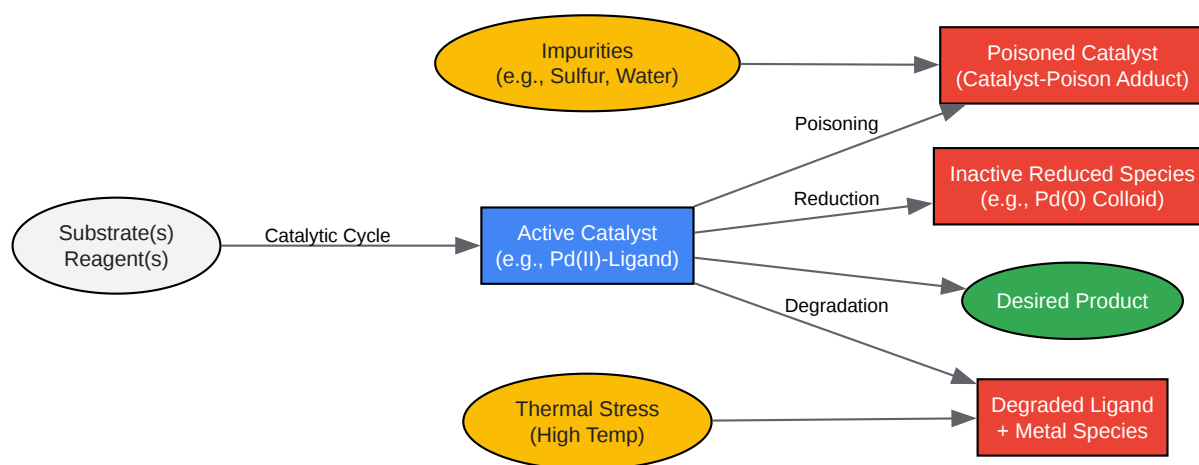 Impurities
(e.g., Sulfur, Water)
Poisoned Catalyst
(Catalyst-Poison Adduct)
Poisoning
Inactive Reduced Species
(e.g., Pd(0) Colloid)
Reduction
Substrate(s)
Reagent(s)
Catalytic Cycle
Active Catalyst
(e.g., Pd(II)-Ligand)
Desired Product
Degradation
Thermal Stress
(High Temp)
Degraded Ligand
+ Metal Species